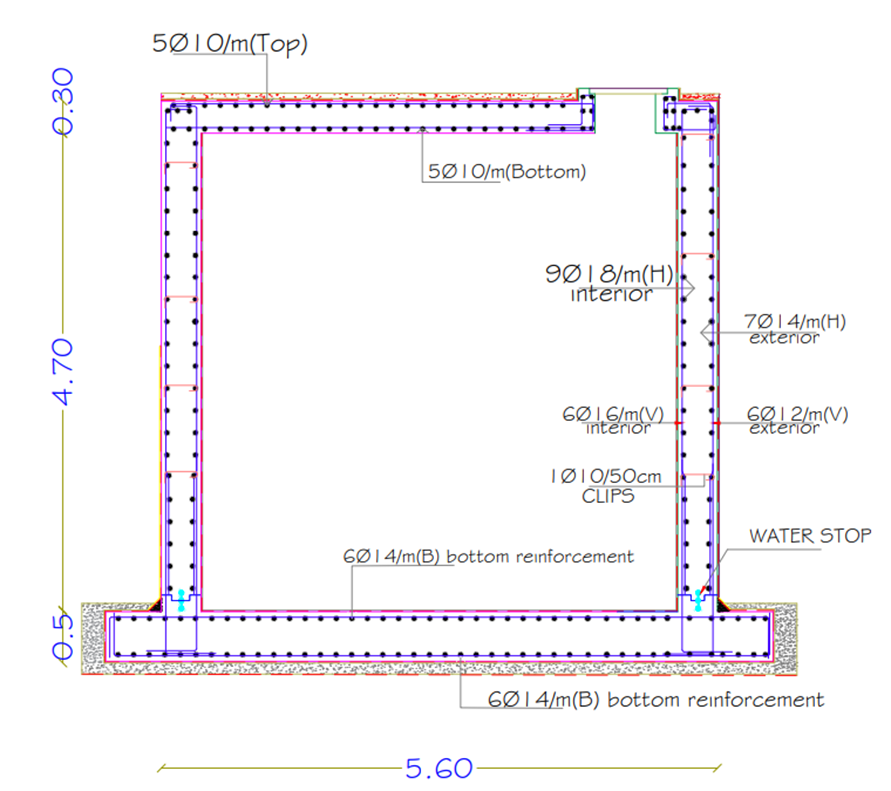 5Ø10/m(Top)
0.30
5Ø10/m(Bottom)
9Ø18/m(H)
interior
7Ø14/m(H)
exterior
4.70
6Ø16/m(V)
interior
6Ø12/m(V)
exterior
1Ø10/50cm
CLIPS
WATER STOP
6Ø14/m(B) bottom reinforcement
0.5
6Ø14/m(B) bottom reinforcement
5.60